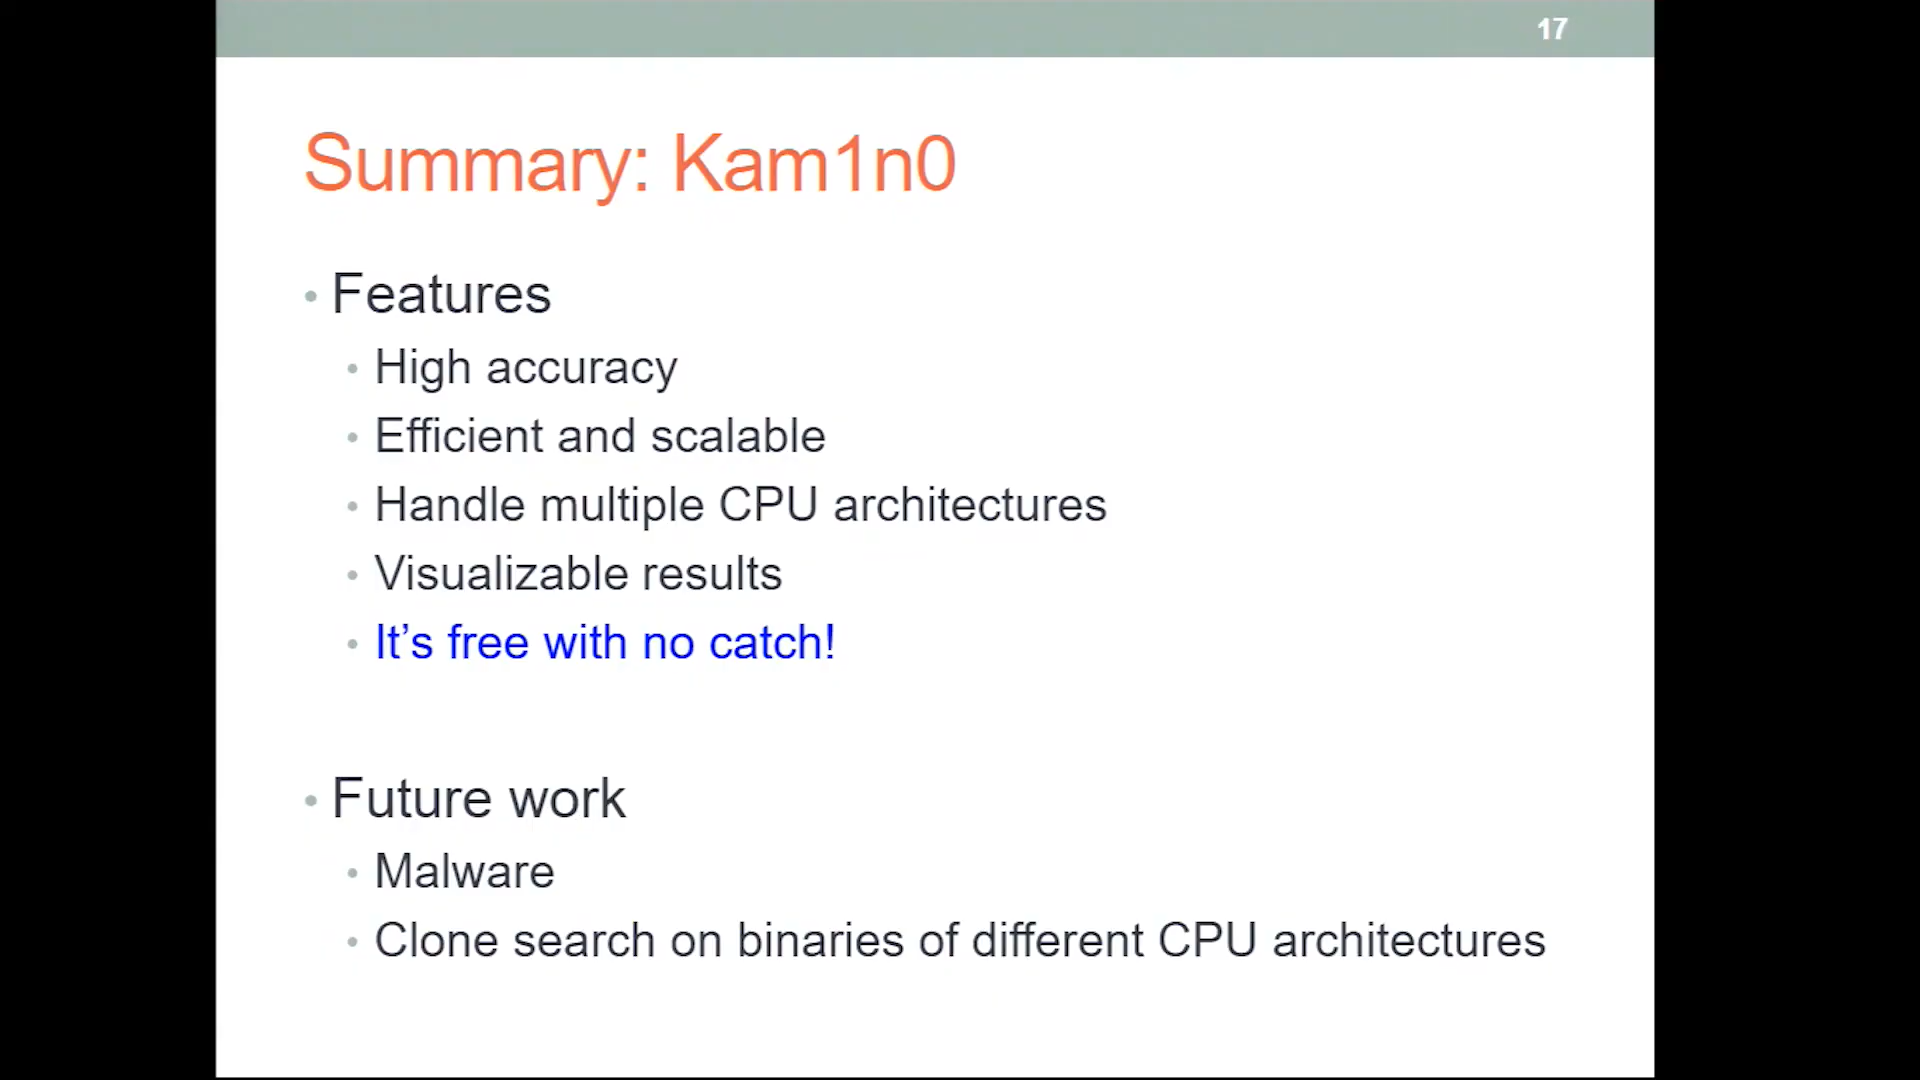 17
Summary: Kam1n0
• Features
• High accuracy
• Efficient and scalable
• Handle multiple CPU architectures
• Visualizable results
• It’s free with no catch!
• Future work
• Malware
• Clone search on binaries of different CPU architectures